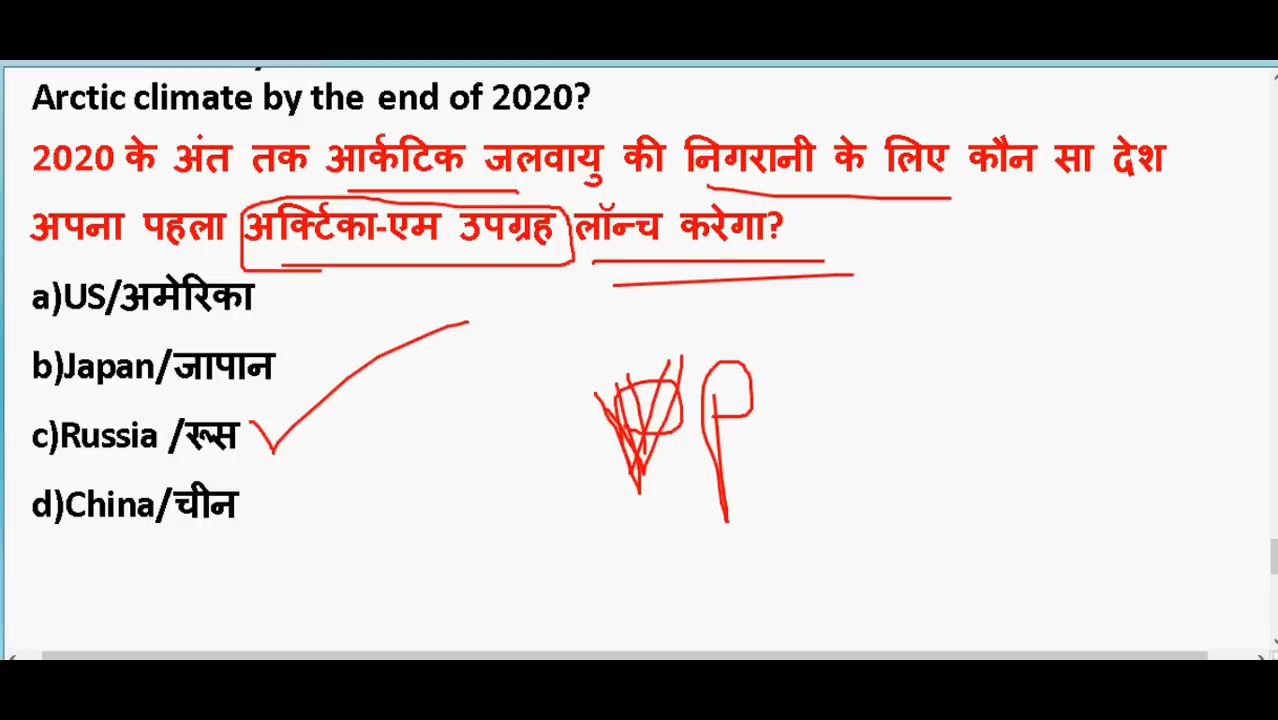 Arctic climate by the end of 2020?
2020 के अंत तक आर्कटिक जलवायु की निगरानी के लिए कौन सा देश
अपना पहला अर्क्टिका-एम उपग्रह लॉन्च करेगा?
a)US/अमेरिका
b)Japan/जापान
c)Russia /रूस
d)China/चीन
P